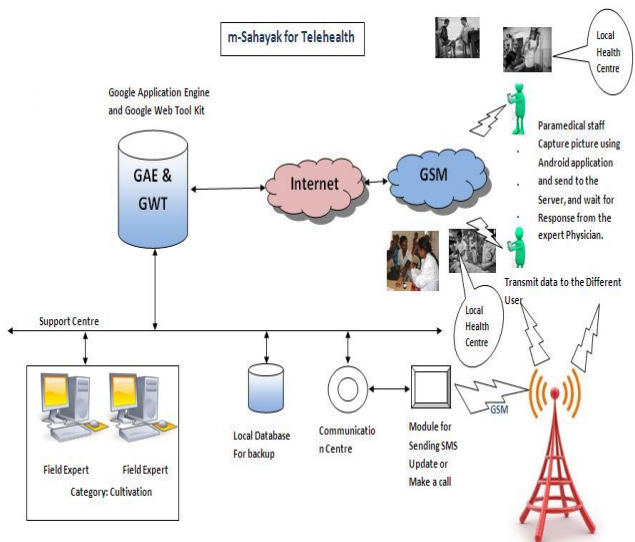 m-Sahayak for Telehealth
Local
Health
Centre
Google Application Engine
and Google Web Tool Kit
GAE &
GWT
Internet
GSM
Paramedical staff
Capture picture using
Android application
and send to the
Server, and wait for
Response from the
expert Physician.
Transmit data to the Different
User
Local
Health
Centre
Support Centre
Field Expert
Field Expert
Category: Cultivation
Local Database
For backup
Communicatio
n Centre
Module for
Sending SMS
Update or
Make a call
GSM